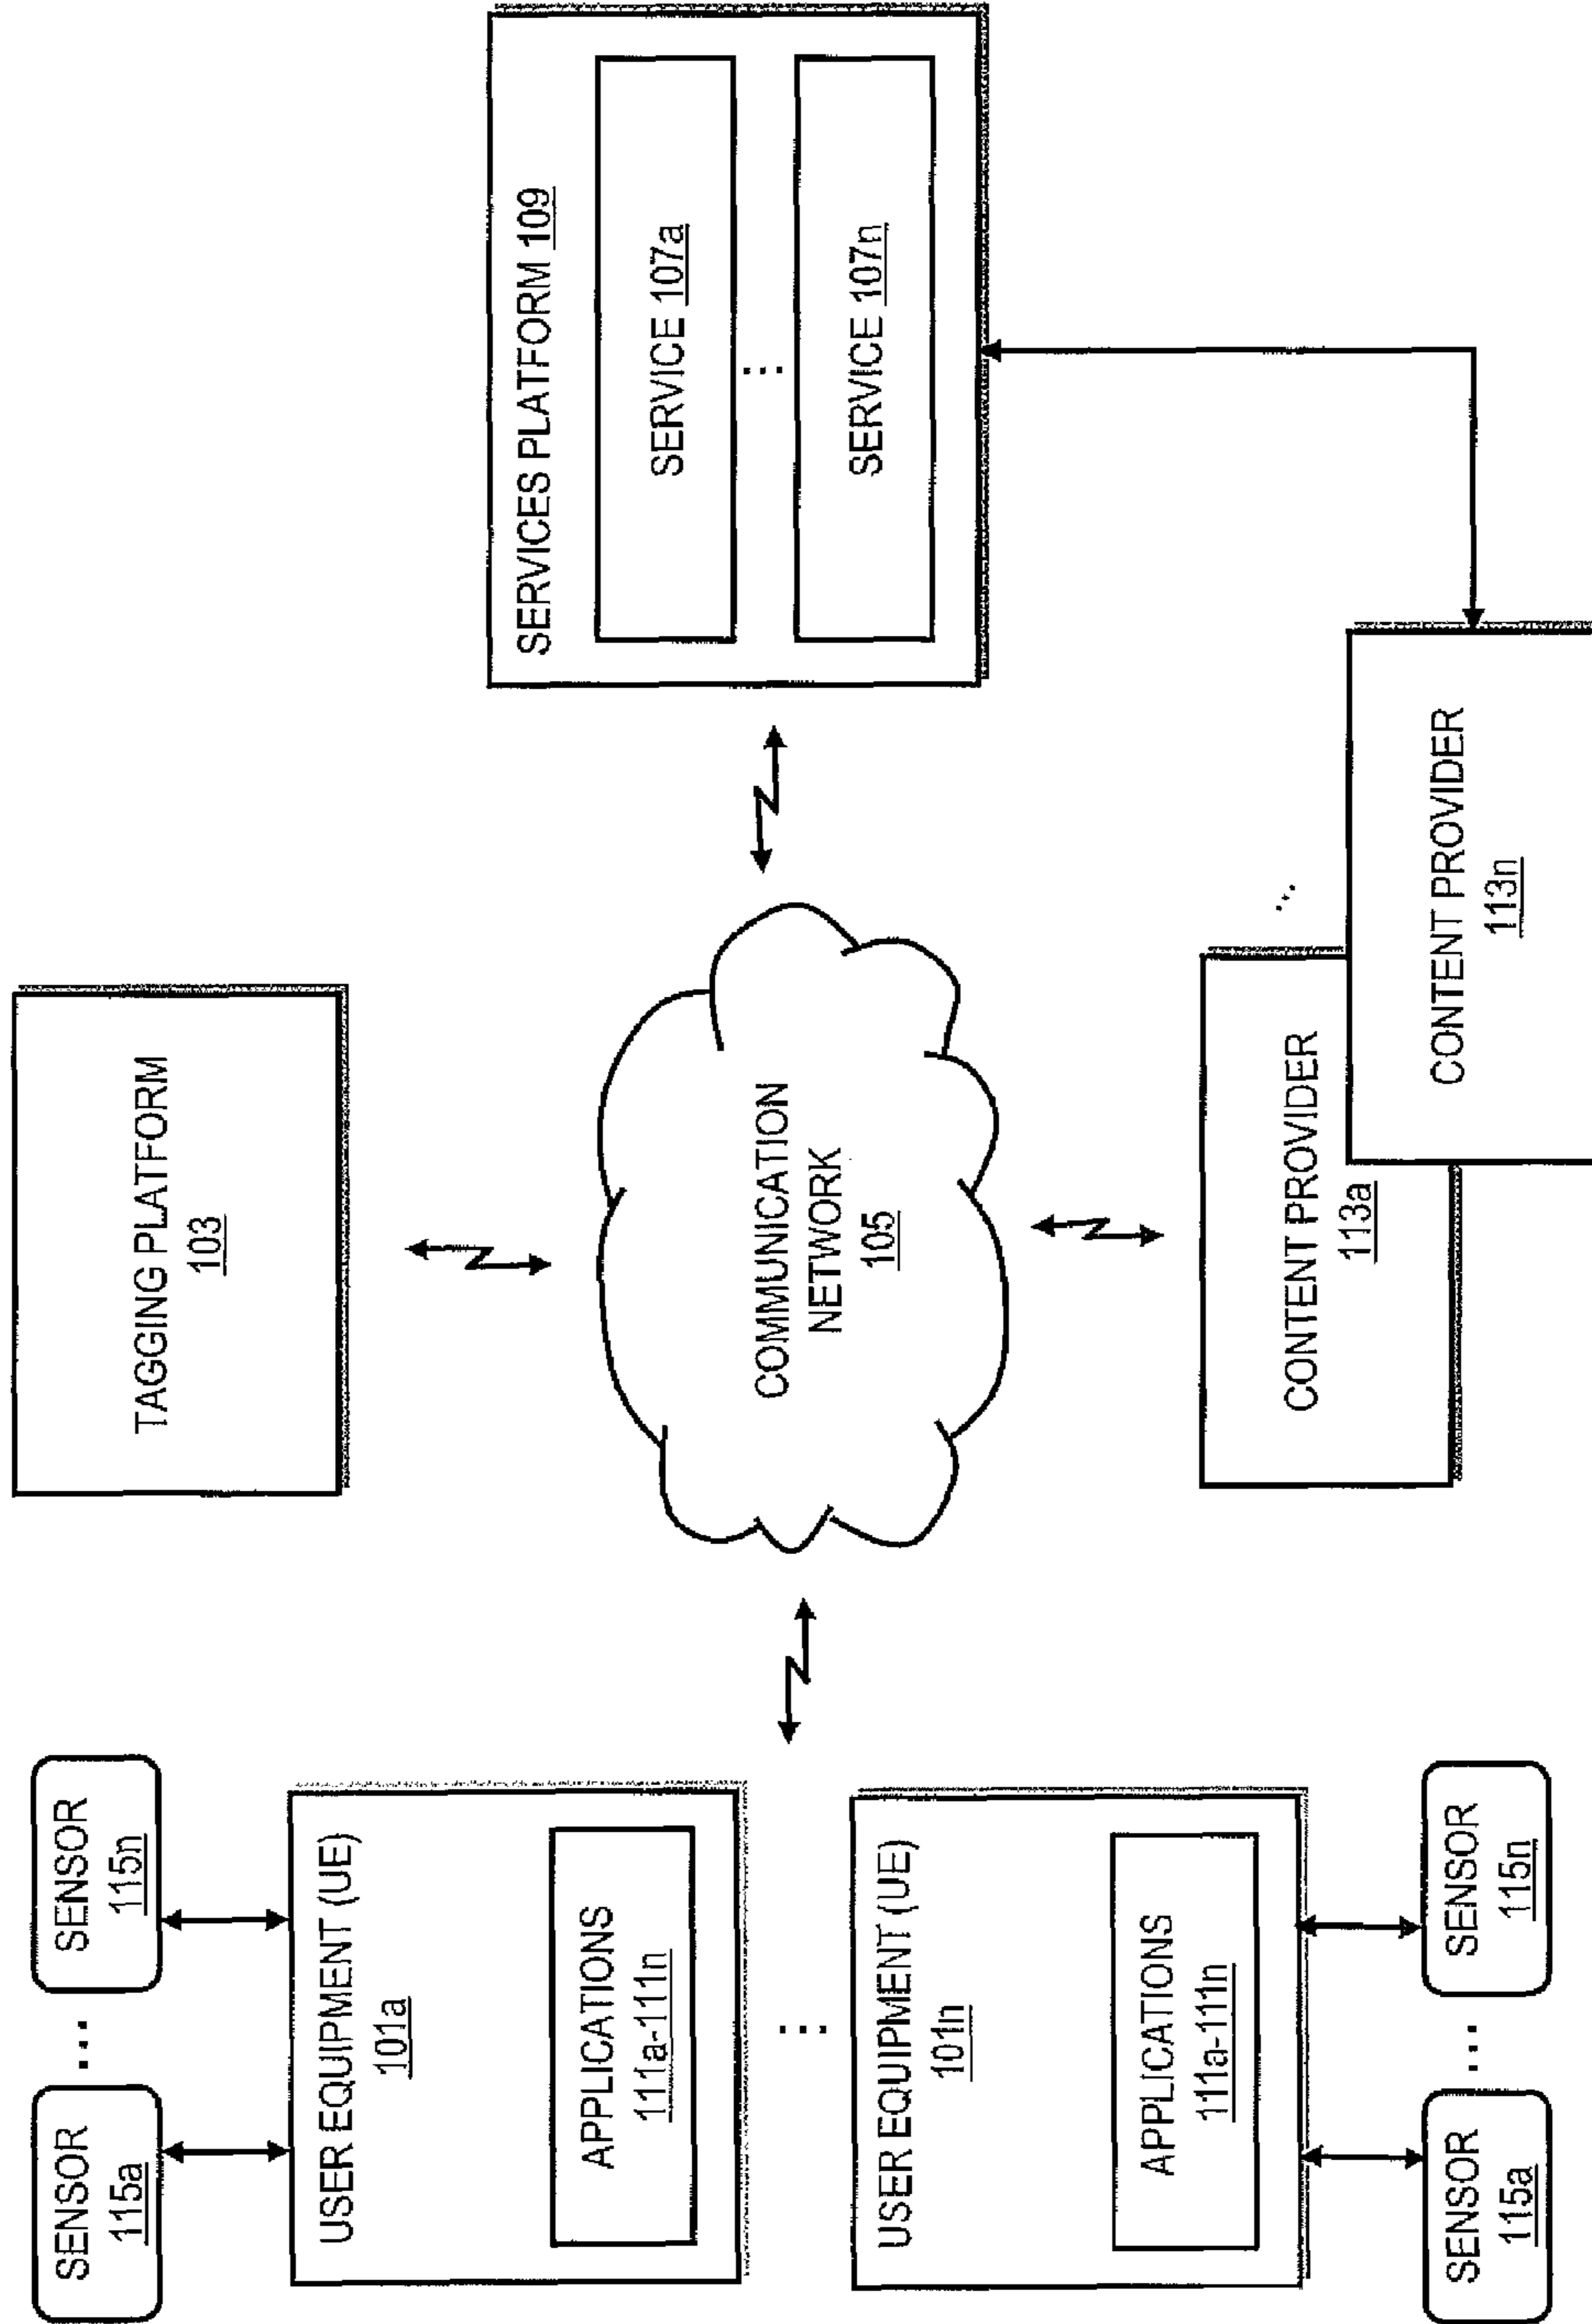 TAGGING PLATFORM
103
SENSOR
115a
...
SENSOR
115n
USER EQUIPMENT (UE)
101a
APPLICATIONS
111a-111n
...
USER EQUIPMENT (UE)
101n
APPLICATIONS
111a-111n
SENSOR
115a
...
SENSOR
115n
COMMUNICATION
NETWORK
105
SERVICES PLATFORM 109
SERVICE 107a
...
SERVICE 107n
CONTENT PROVIDER
113a
...
CONTENT PROVIDER
113n